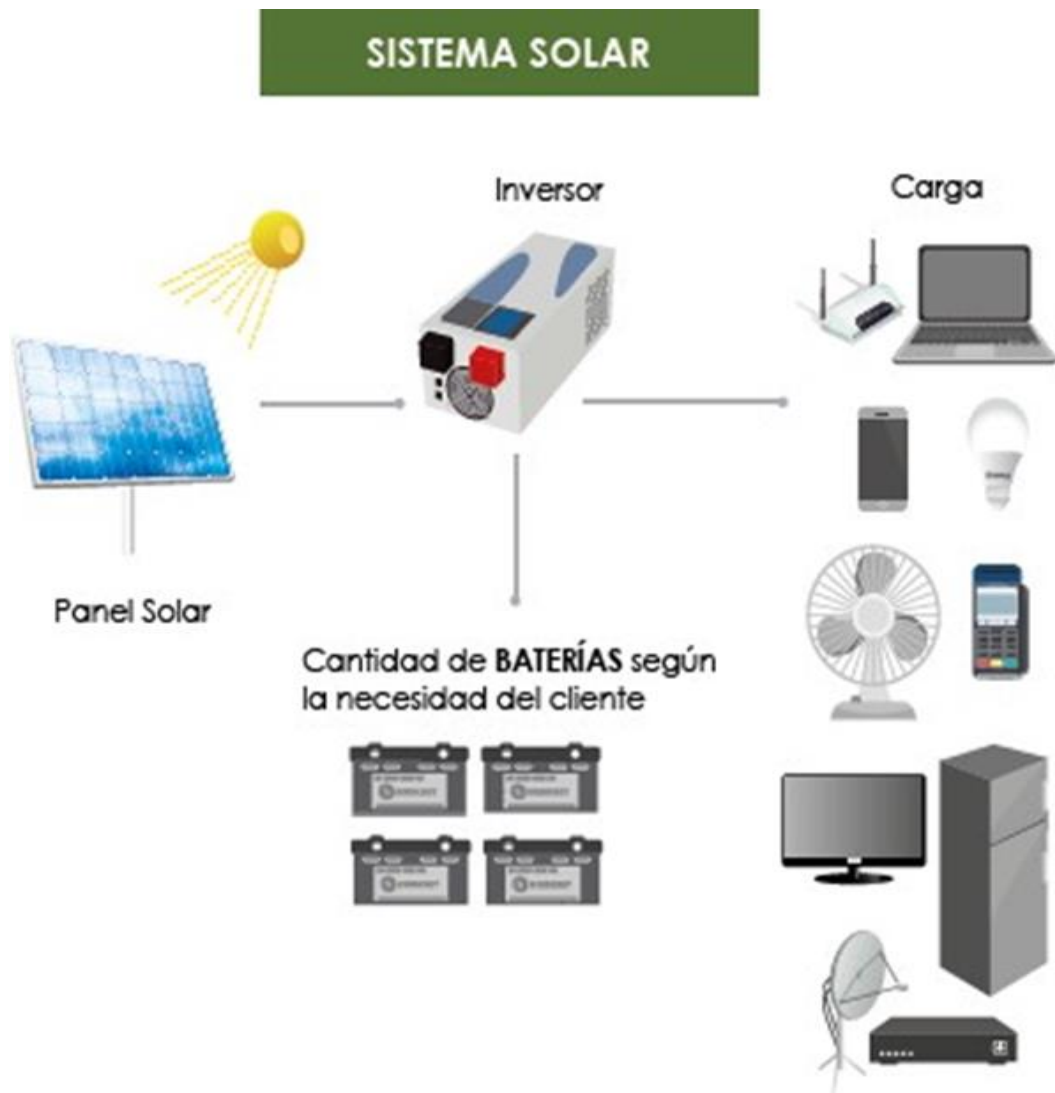 SISTEMA SOLAR
Inversor
Carga
Panel Solar
Cantidad de BATERÍAS según
la necesidad del cliente